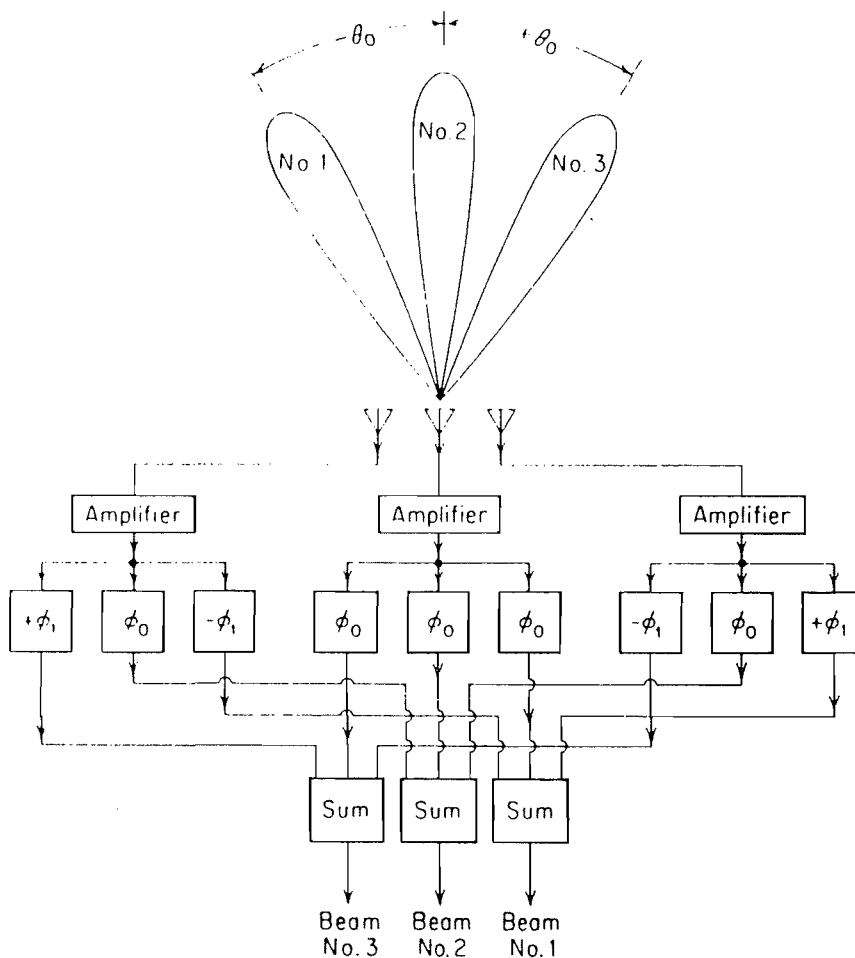 -θ₀ +θ₀
No. 1 No. 2 No. 3
Amplifier Amplifier Amplifier
+ϕ₁ ϕ₀ -ϕ₁ ϕ₀ ϕ₀ ϕ₀ -ϕ₁ ϕ₀ +ϕ₁
Sum Sum Sum
Beam Beam Beam
No. 3 No. 2 No. 1